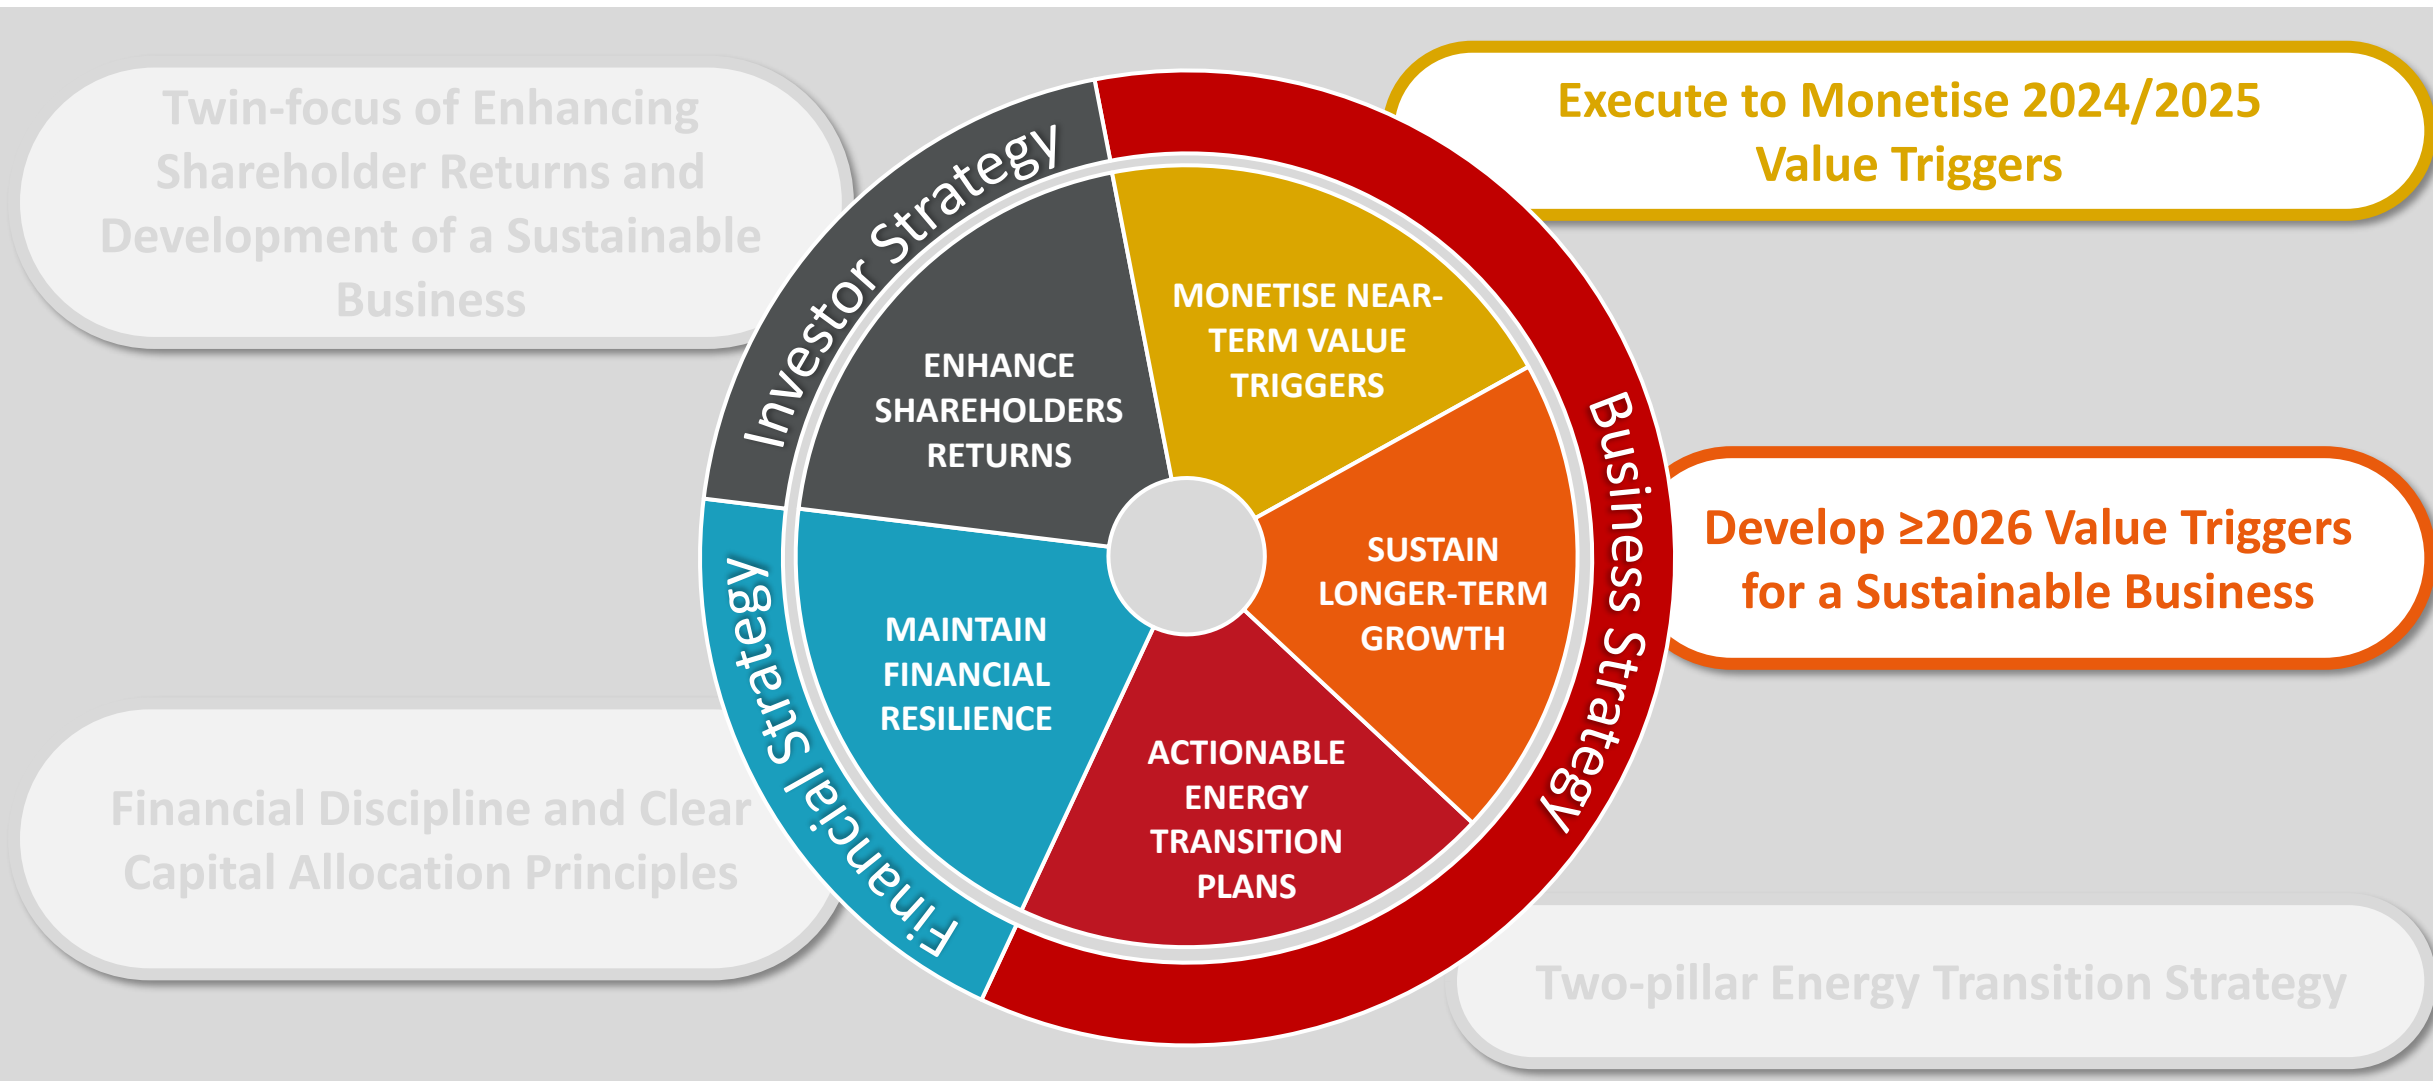 Twin-focus of Enhancing
Shareholder Returns and
Development of a Sustainable
Business
Execute to Monetise 2024/2025
Value Triggers
Investor Strategy
MONETISE NEAR-
TERM VALUE
TRIGGERS
ENHANCE
SHAREHOLDERS
RETURNS
Business Strategy
Develop ≥2026 Value Triggers
for a Sustainable Business
SUSTAIN
LONGER-TERM
GROWTH
MAINTAIN
FINANCIAL
RESILIENCE
Financial Strategy
ACTIONABLE
ENERGY
TRANSITION
PLANS
Financial Discipline and Clear
Capital Allocation Principles
Two-pillar Energy Transition Strategy